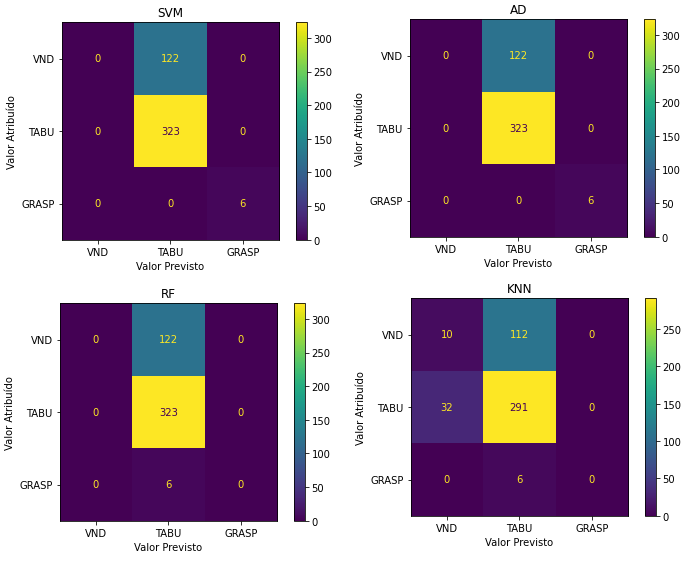 SVM
VND 0 122 0
TABU 0 323 0
GRASP 0 0 6
VND TABU GRASP
Valor Previsto
Valor Atribuído
300
250
200
150
100
50
0
AD
VND 0 122 0
TABU 0 323 0
GRASP 0 0 6
VND TABU GRASP
Valor Previsto
Valor Atribuído
300
250
200
150
100
50
0
RF
VND 0 122 0
TABU 0 323 0
GRASP 0 6 0
VND TABU GRASP
Valor Previsto
Valor Atribuído
300
250
200
150
100
50
0
KNN
VND 10 112 0
TABU 32 291 0
GRASP 0 6 0
VND TABU GRASP
Valor Previsto
Valor Atribuído
250
200
150
100
50
0